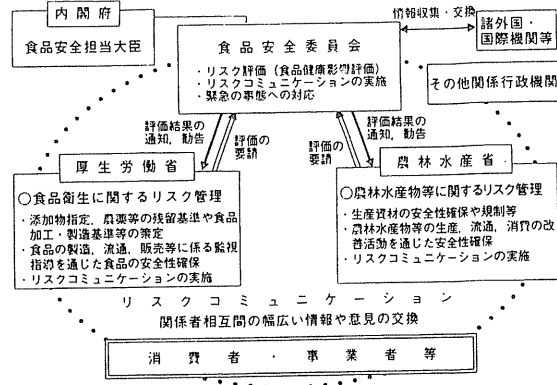 内閣府
食品安全担当大臣
食品安全委員会
・リスク評価(食品健康影響評価)
・リスクコミュニケーションの実施
・緊急の事態への対応
情報収集・交換
諸外国・
国際機関等
その他関係行政機関
評価結果の
通知,勧告
評価の
要請
評価の
要請
評価結果の
通知,勧告
厚生労働省
○食品衛生に関するリスク管理
・添加物指定,農薬等の残留基準や食品
加工・製造基準等の策定
・食品の製造,流通,販売等に係る監視
指導を通じた食品の安全性確保
・リスクコミュニケーションの実施
農林水産省
○農林水産物等に関するリスク管理
・生産資材の安全性確保や規制等
・農林水産物等の生産,流通,消費の改
善活動を通じた安全性確保
・リスクコミュニケーションの実施
リスクコミュニケーション
関係者相互間の幅広い情報や意見の交換
消費者・事業者等